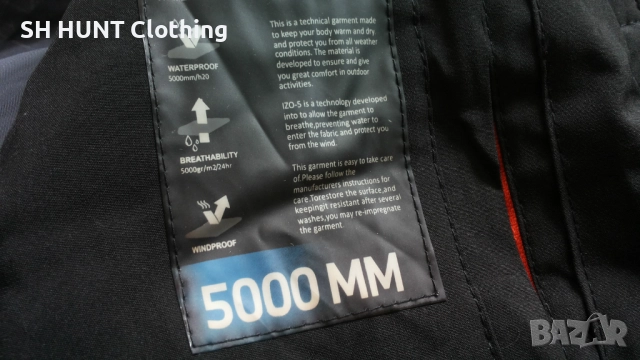 SH HUNT Clothing
WATERPROOF
5000mm/h20
BREATHABILITY
5000gr/m2/24hr
WINDPROOF
This is a technical garment made
to keep your body warm and dry
and protect you from all weather
conditions. The material is
developed to ensure and give
you great comfort in outdoor
activities.
IZO-5 is a technology developed
into to allow the garment to
breathe,preventing water to
enter the fabric and protect you
from the wind.
This garment is easy to take care
of.Please follow the
manufacturers instructions for
care.Torestore the surface,and
keepingit resistant after several
washes,you may re-impregnate
the garment.
5000 MM
BAZAR